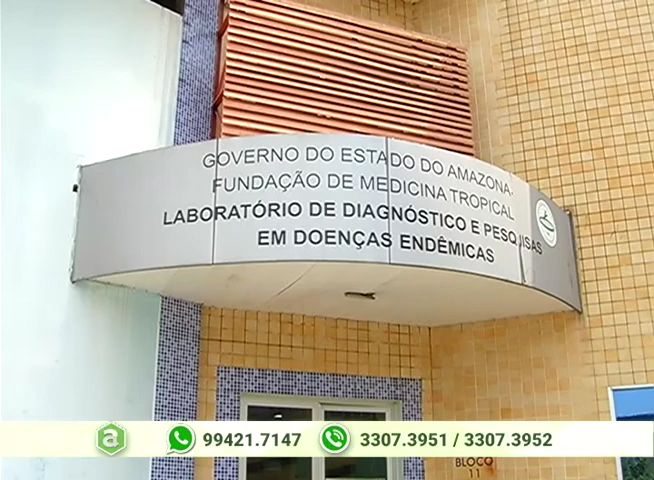 GOVERNO DO ESTADO DO AMAZONA
FUNDAÇÃO DE MEDICINA TROPICAL
LABORATÓRIO DE DIAGNÓSTICO E PESQUISAS
EM DOENÇAS ENDÊMICAS
a 99421.7147 3307.3951 / 3307.3952
BLOCO
11